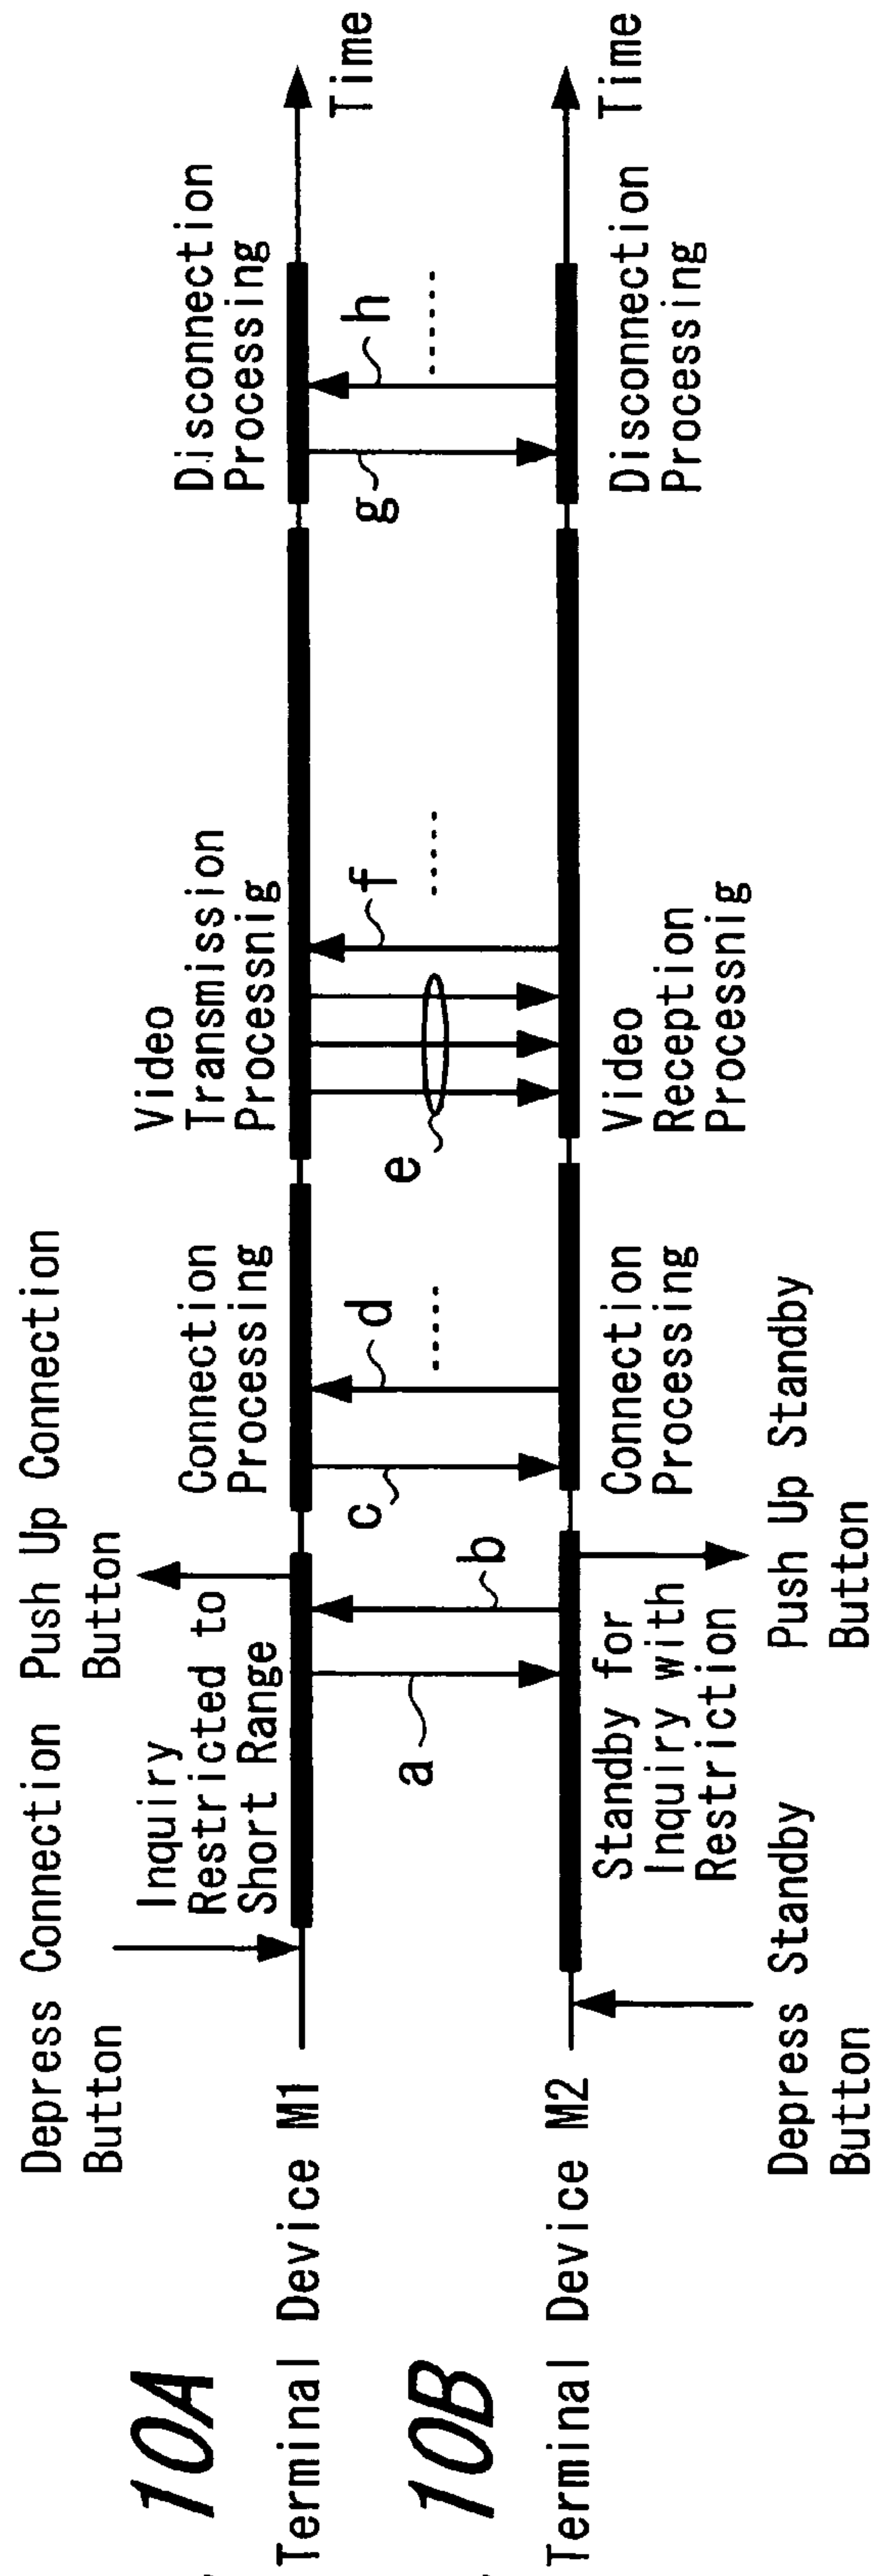 10A
Depress Connection
Button
Push Up Connection
Button
Inquiry
Restricted to
Short Range
Connection
Processing
Video
Transmission
Processnig
Disconnection
Processing
Terminal Device M1
Time
a
b
c
d
e
f
g
h
10B
Terminal Device M2
Time
Standby for
Inquiry with
Restriction
Connection
Processing
Video
Reception
Processnig
Disconnection
Processing
Depress Standby
Button
Push Up Standby
Button